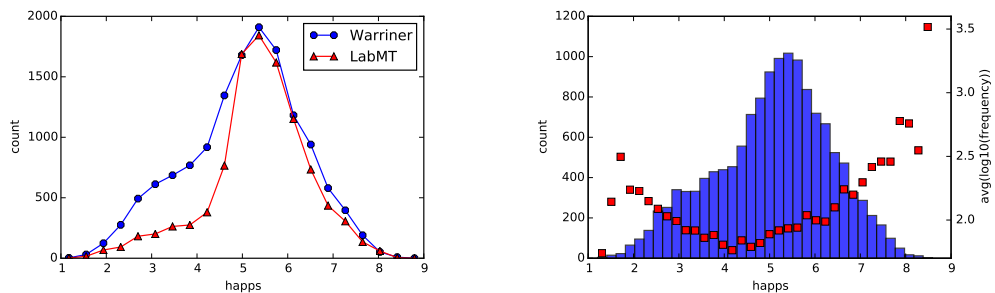 2000
1500
1000
500
0
count
1 2 3 4 5 6 7 8 9
happs
Warriner
LabMT
1200
1000
800
600
400
200
0
count
1 2 3 4 5 6 7 8 9
happs
3.5
3.0
2.5
2.0
avg(log10(frequency))